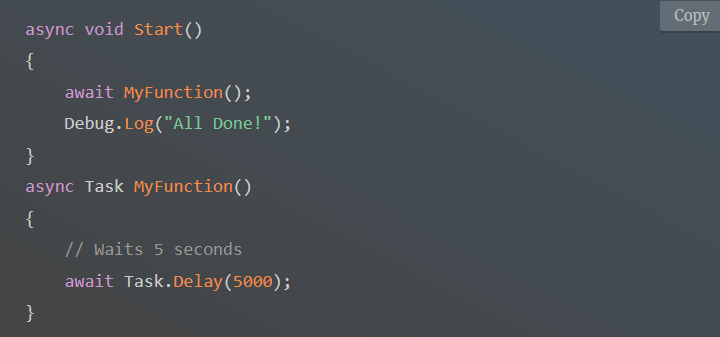 Copy
async void Start()
{
    await MyFunction();
    Debug.Log("All Done!");
}
async Task MyFunction()
{
    // Waits 5 seconds
    await Task.Delay(5000);
}